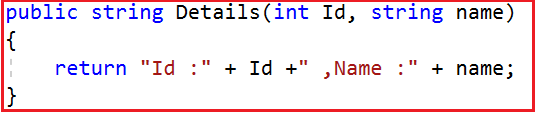 public string Details(int Id, string name)
{
return "Id :" + Id +" ,Name :" + name;
}